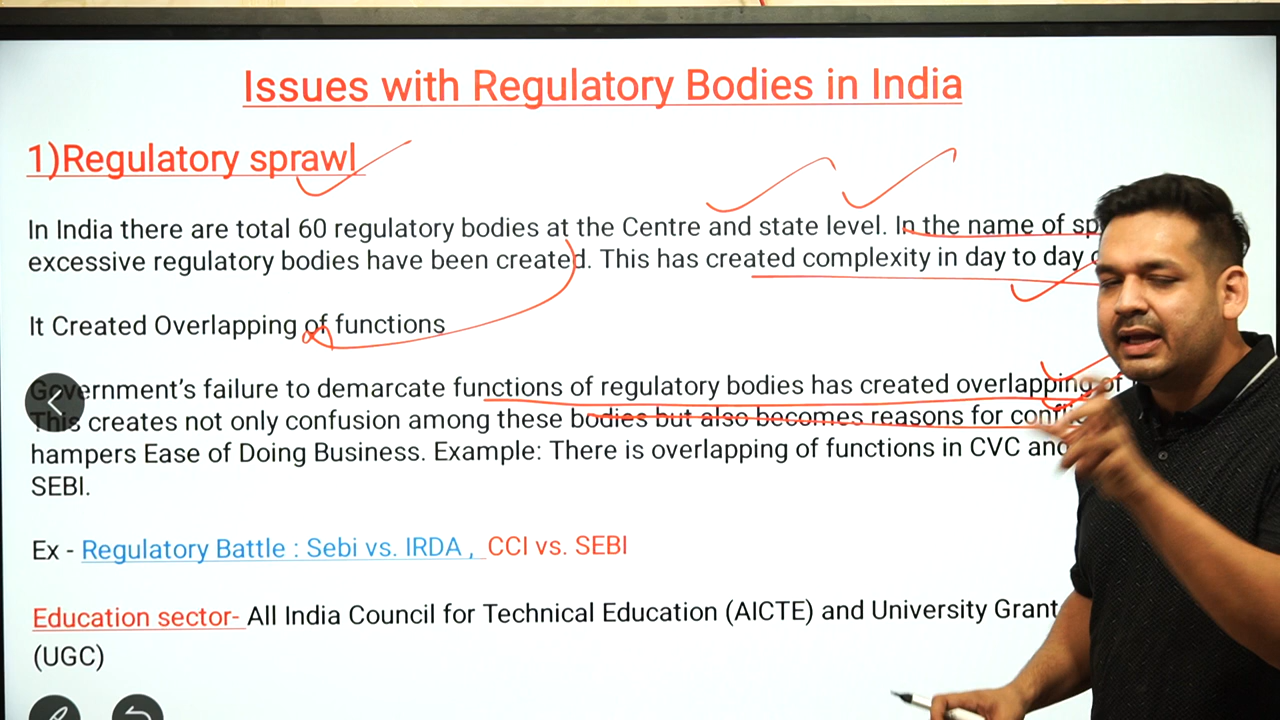 Issues with Regulatory Bodies in India
1)Regulatory sprawl
In India there are total 60 regulatory bodies at the Centre and state level. In the name of
excessive regulatory bodies have been created. This has created complexity in day to day
It Created Overlapping of functions
Government's failure to demarcate functions of regulatory bodies has created overlapping of
This creates not only confusion among these bodies but also becomes reasons for
hampers Ease of Doing Business. Example: There is overlapping of functions in CVC and
SEBI.
Ex - Regulatory Battle : Sebi vs. IRDA , CCI vs. SEBI
Education sector- All India Council for Technical Education (AICTE) and University Grant
(UGC)